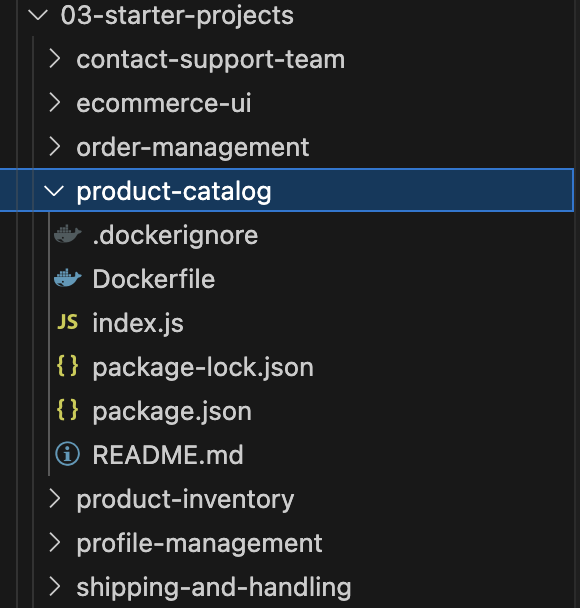 03-starter-projects
contact-support-team
ecommerce-ui
order-management
product-catalog
.dockerignore
Dockerfile
JS index.js
{} package-lock.json
{} package.json
README.md
product-inventory
profile-management
shipping-and-handling